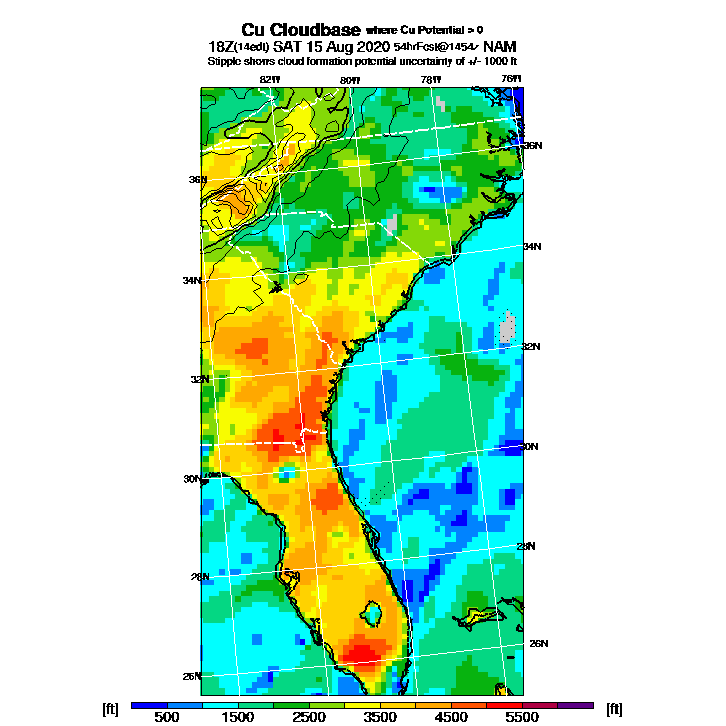 Cu Cloudbase where Cu Potential > 0
18Z(14edt) SAT 15 Aug 2020 54hrFcst@1454z NAM
Stipple shows cloud formation potential uncertainty of +/- 1000 ft
82W 80W 78W 76W
36N
36N
34N
34N
32N
32N
30N
30N
28N
28N
26N
26N
[ft] 500 1500 2500 3500 4500 5500 [ft]